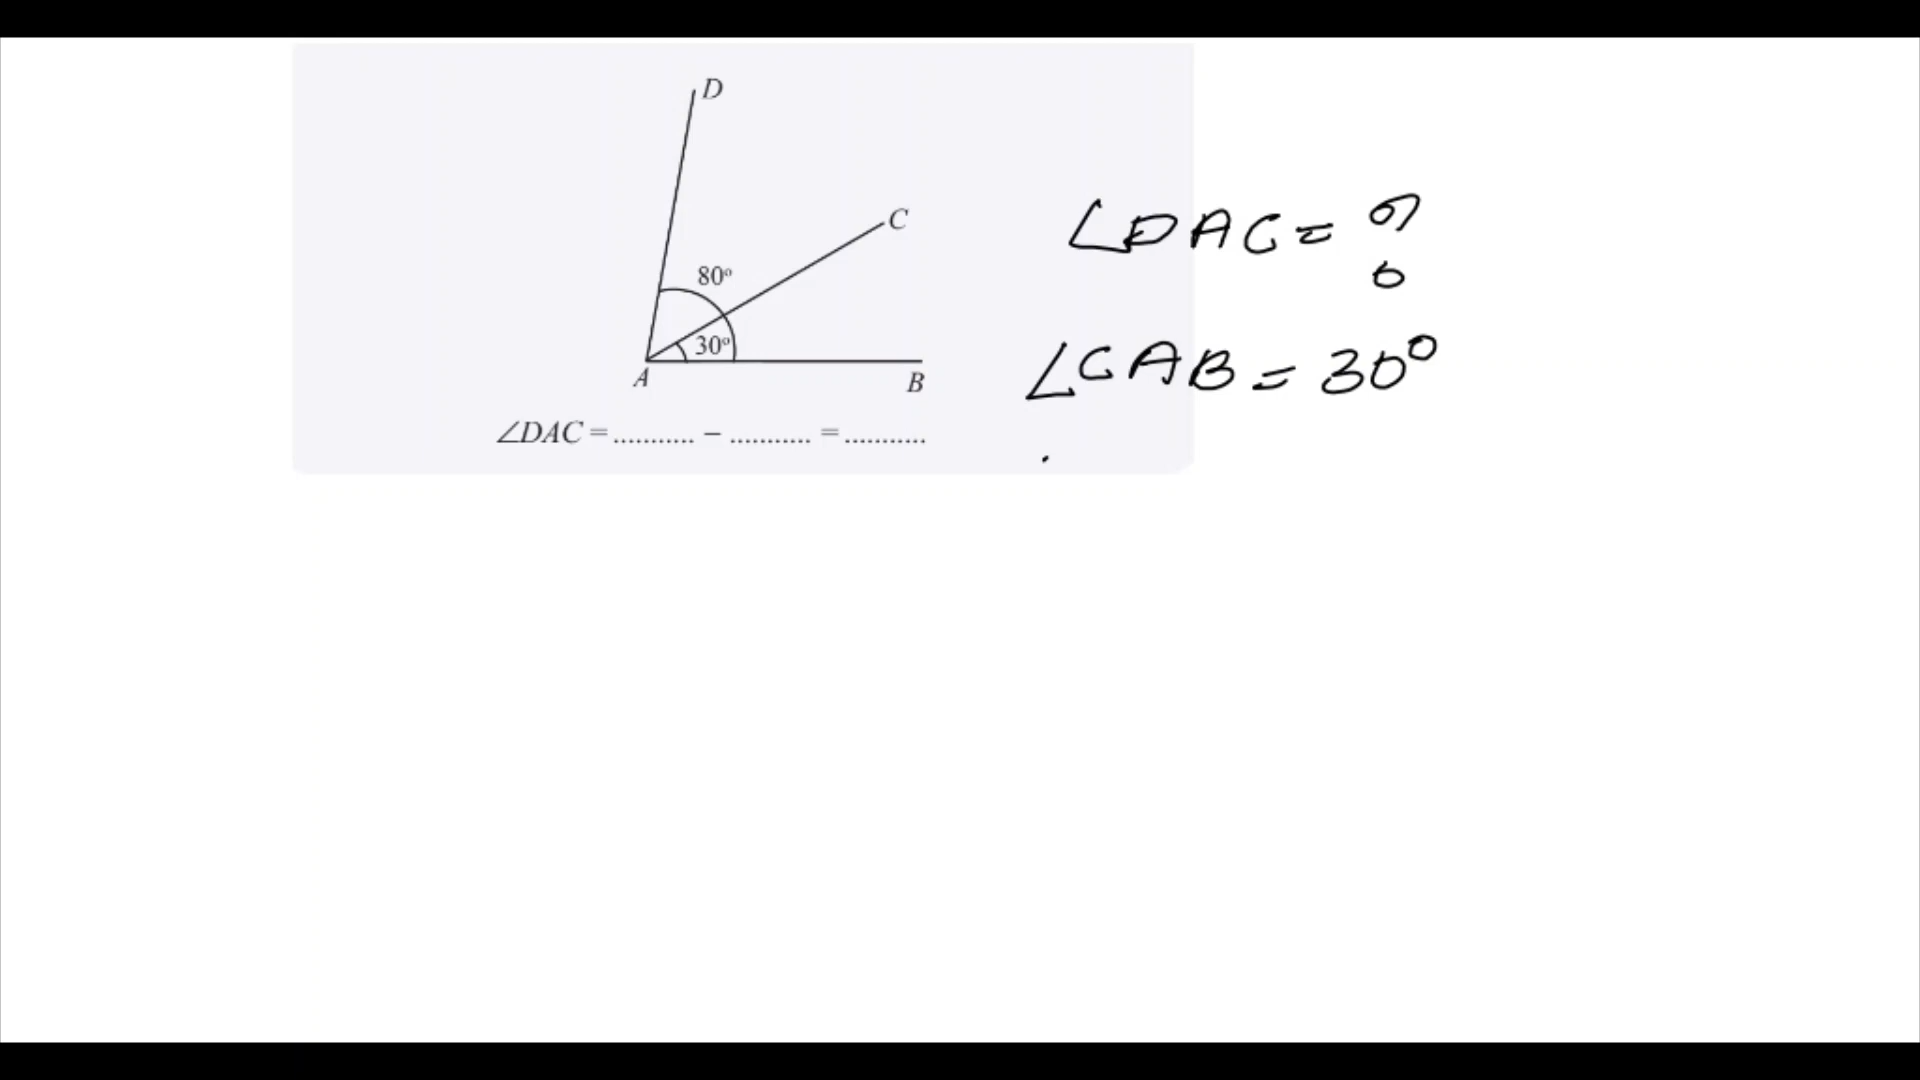 D
C
80°
30°
A
B
∠DAC = ........... – ........... = ...........
∠DAC = ?
∠CAB = 30°